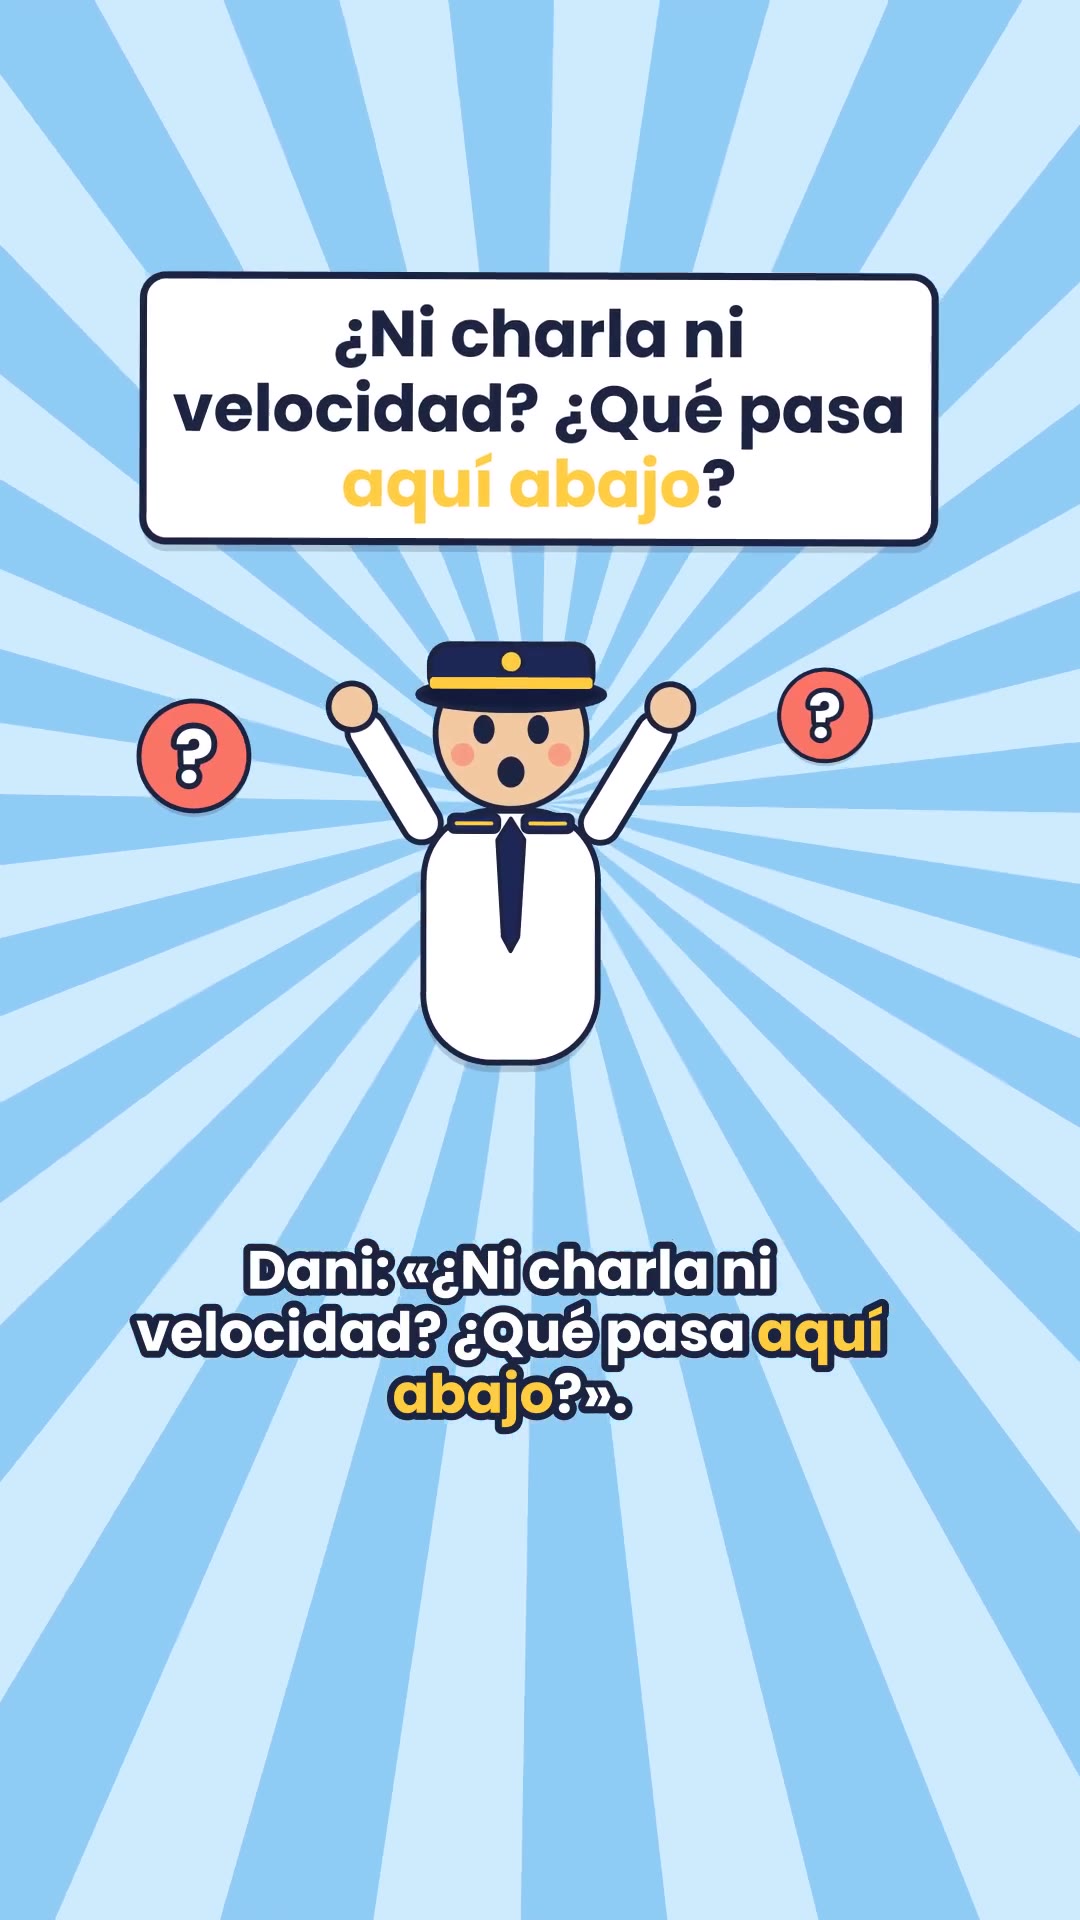 ¿Ni charla ni
velocidad? ¿Qué pasa
aquí abajo?
?
?
Dani: «¿Ni charla ni
velocidad? ¿Qué pasa aquí
abajo?».